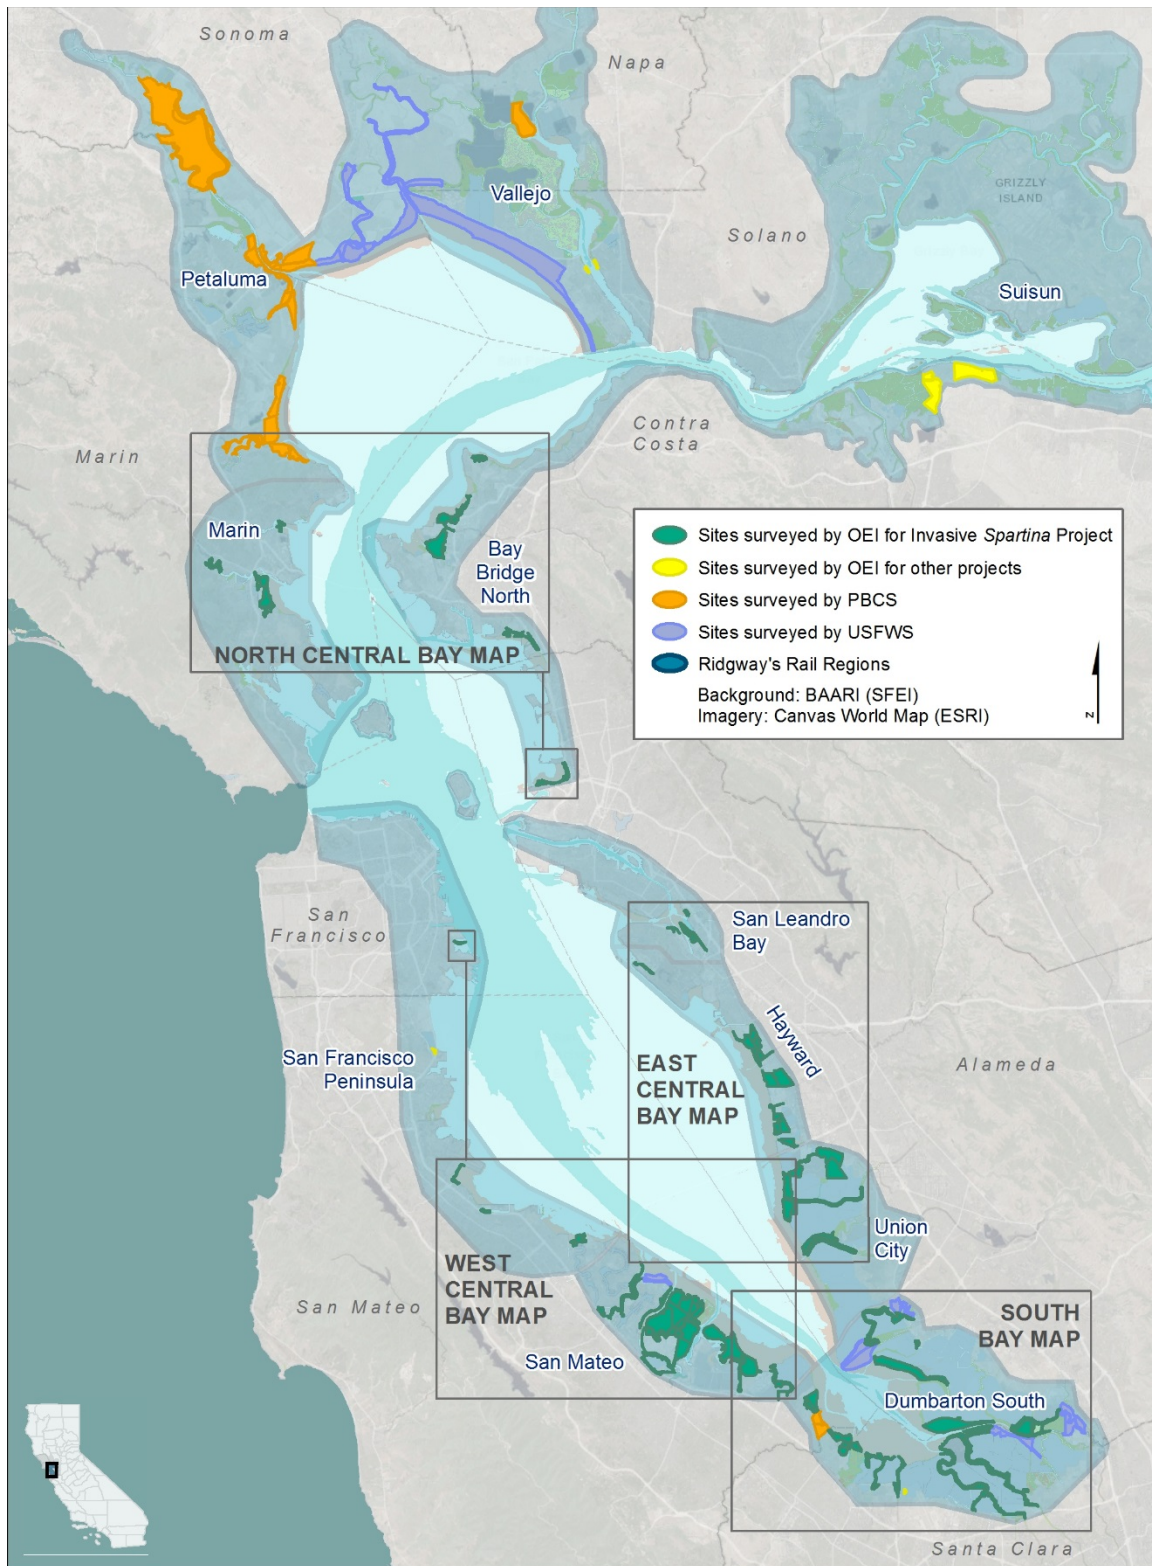 Sonoma
Napa
Vallejo
GRIZZLY
ISLAND
Solano
Petaluma
Suisun
Contra
Costa
Marin
Marin
Bay
Bridge
North
NORTH CENTRAL BAY MAP
Sites surveyed by OEI for Invasive Spartina Project
Sites surveyed by OEI for other projects
Sites surveyed by PBCS
Sites surveyed by USFWS
Ridgway's Rail Regions
Background: BAARI (SFEI)
Imagery: Canvas World Map (ESRI)
N
San
Francisco
San Leandro
Bay
Hayward
San Francisco
Peninsula
EAST
CENTRAL
BAY MAP
Alameda
Union
City
WEST
CENTRAL
BAY MAP
San Mateo
San Mateo
SOUTH
BAY MAP
Dumbarton South
Santa Clara